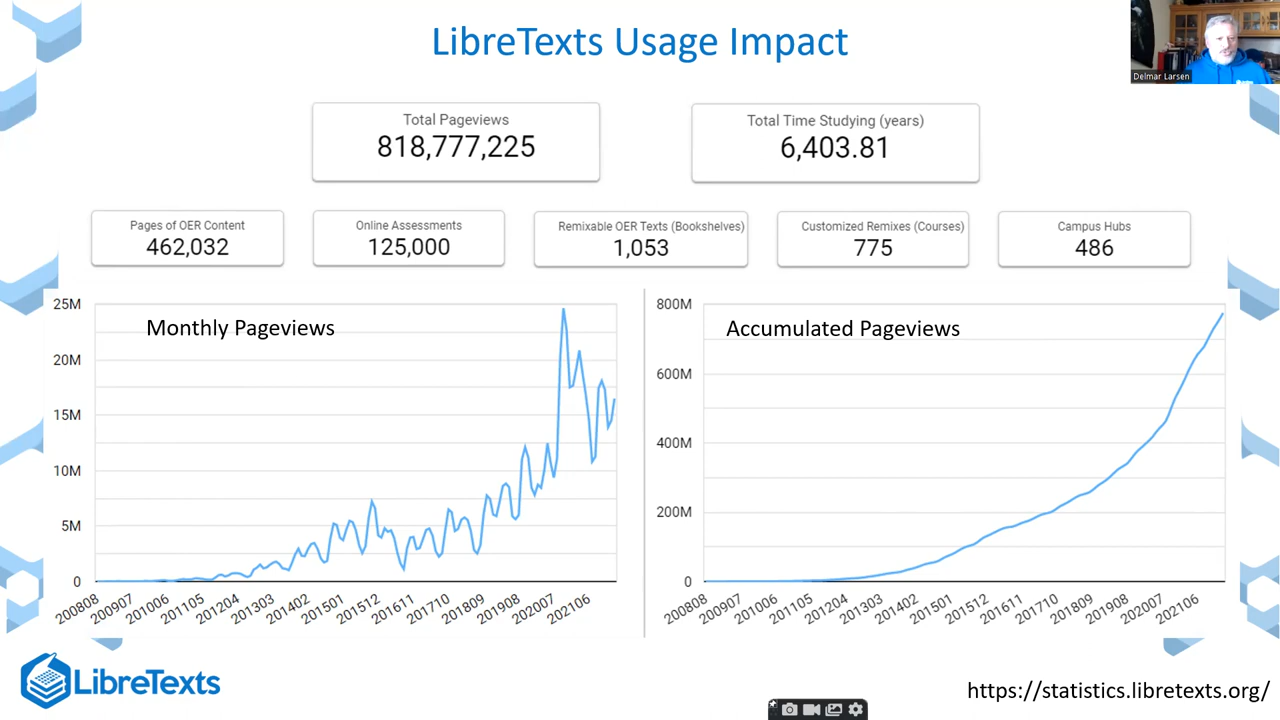 LibreTexts Usage Impact
Delmar Larsen
Total Pageviews
818,777,225
Total Time Studying (years)
6,403.81
Pages of OER Content
462,032
Online Assessments
125,000
Remixable OER Texts (Bookshelves)
1,053
Customized Remixes (Courses)
775
Campus Hubs
486
Monthly Pageviews
25M
20M
15M
10M
5M
0
200808 200907 201006 201105 201204 201303 201402 201501 201512 201611 201710 201809 201908 202007 202106
Accumulated Pageviews
800M
600M
400M
200M
0
200808 200907 201006 201105 201204 201303 201402 201501 201512 201611 201710 201809 201908 202007 202106
LibreTexts
https://statistics.libretexts.org/